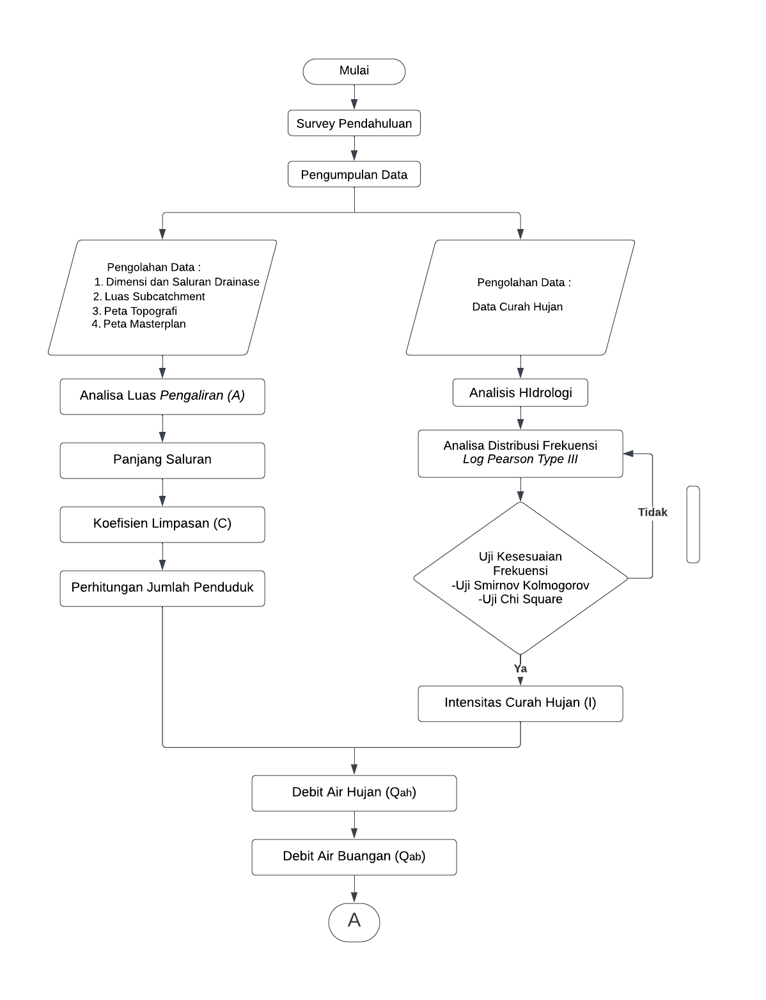 Mulai
Survey Pendahuluan
Pengumpulan Data
Pengolahan Data :
1. Dimensi dan Saluran Drainase
2. Luas Subcatchment
3. Peta Topografi
4. Peta Masterplan
Analisa Luas Pengaliran (A)
Panjang Saluran
Koefisien Limpasan (C)
Perhitungan Jumlah Penduduk
Pengolahan Data :
Data Curah Hujan
Analisis HIdrologi
Analisa Distribusi Frekuensi
Log Pearson Type III
Tidak
Uji Kesesuaian
Frekuensi
-Uji Smirnov Kolmogorov
-Uji Chi Square
Ya
Intensitas Curah Hujan (I)
Debit Air Hujan (Qah)
Debit Air Buangan (Qab)
A